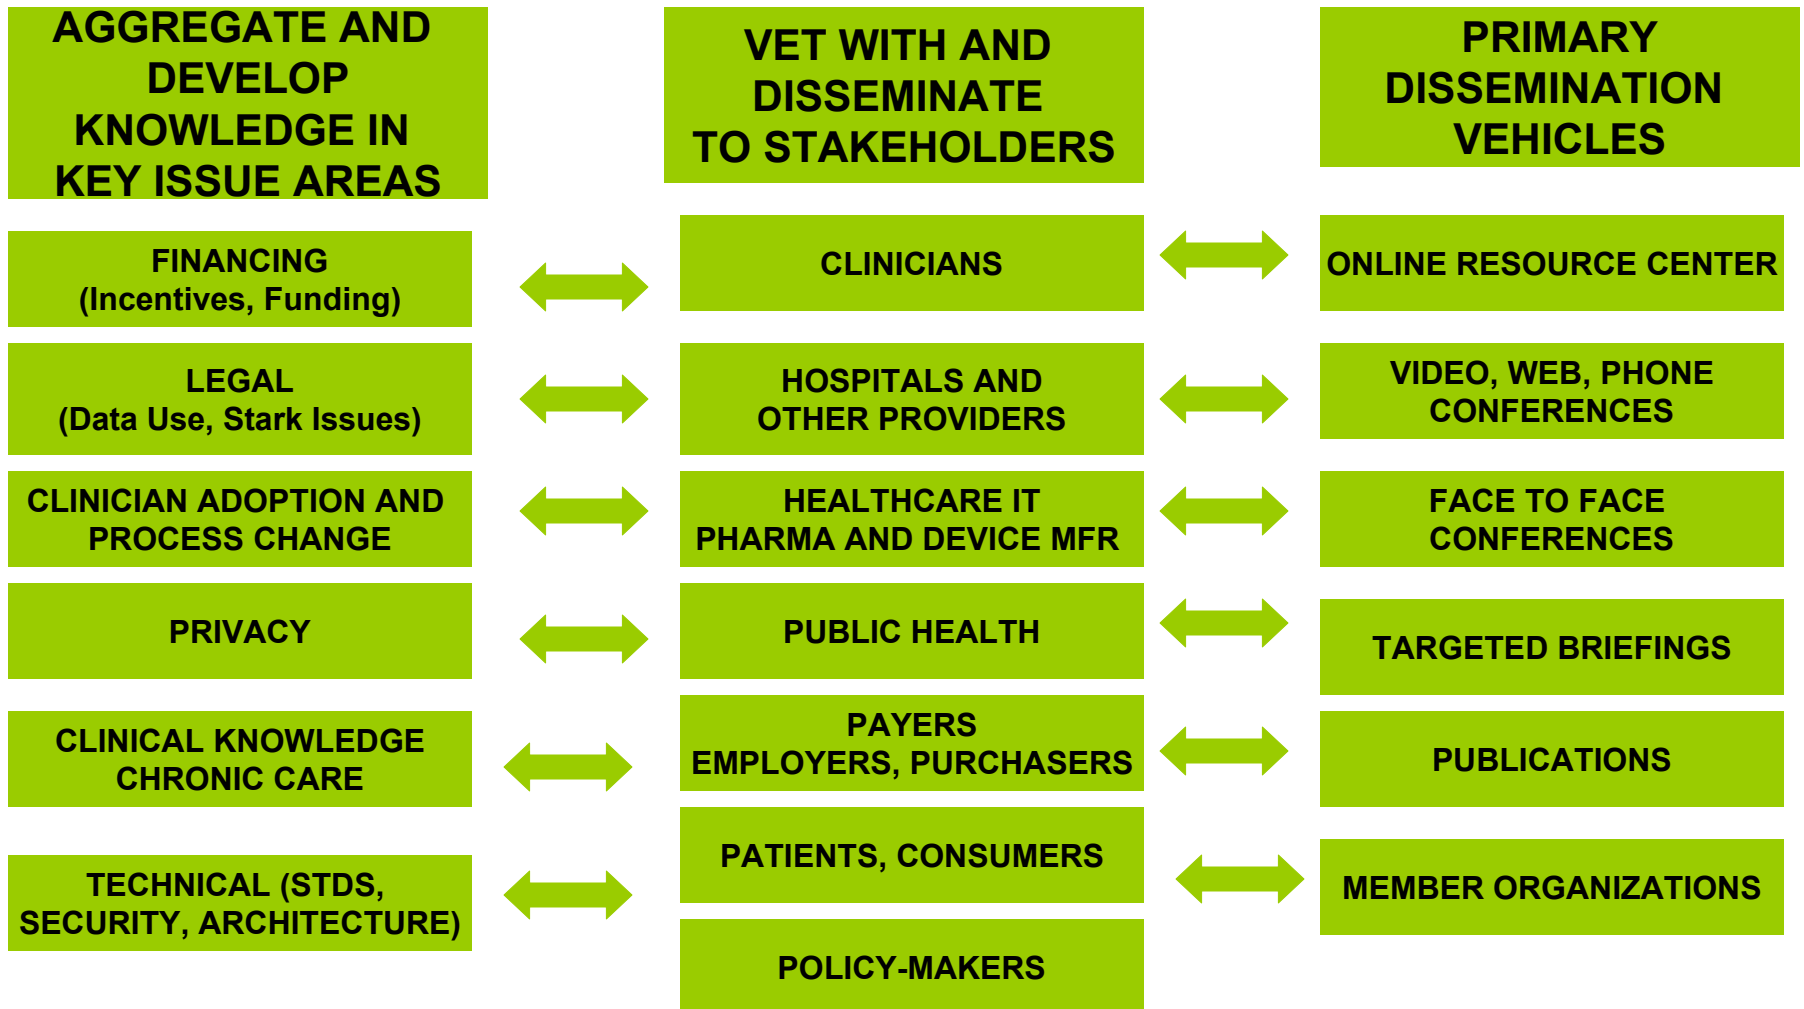 AGGREGATE AND
DEVELOP
KNOWLEDGE IN
KEY ISSUE AREAS
VET WITH AND
DISSEMINATE
TO STAKEHOLDERS
PRIMARY
DISSEMINATION
VEHICLES
FINANCING
(Incentives, Funding)
CLINICIANS
ONLINE RESOURCE CENTER
LEGAL
(Data Use, Stark Issues)
HOSPITALS AND
OTHER PROVIDERS
VIDEO, WEB, PHONE
CONFERENCES
CLINICIAN ADOPTION AND
PROCESS CHANGE
HEALTHCARE IT
PHARMA AND DEVICE MFR
FACE TO FACE
CONFERENCES
PRIVACY
PUBLIC HEALTH
TARGETED BRIEFINGS
CLINICAL KNOWLEDGE
CHRONIC CARE
PAYERS
EMPLOYERS, PURCHASERS
PUBLICATIONS
TECHNICAL (STDS,
SECURITY, ARCHITECTURE)
PATIENTS, CONSUMERS
MEMBER ORGANIZATIONS
POLICY-MAKERS